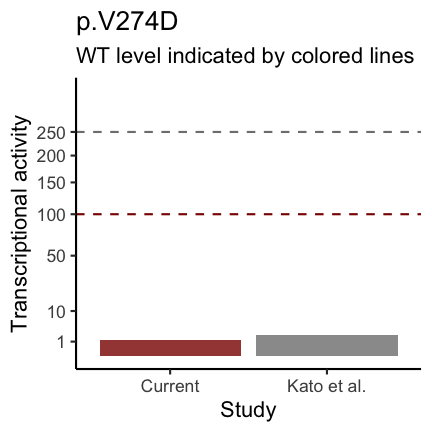 p.V274D
WT level indicated by colored lines
Transcriptional activity
250
200
150
100
50
10
1
Current
Kato et al.
Study